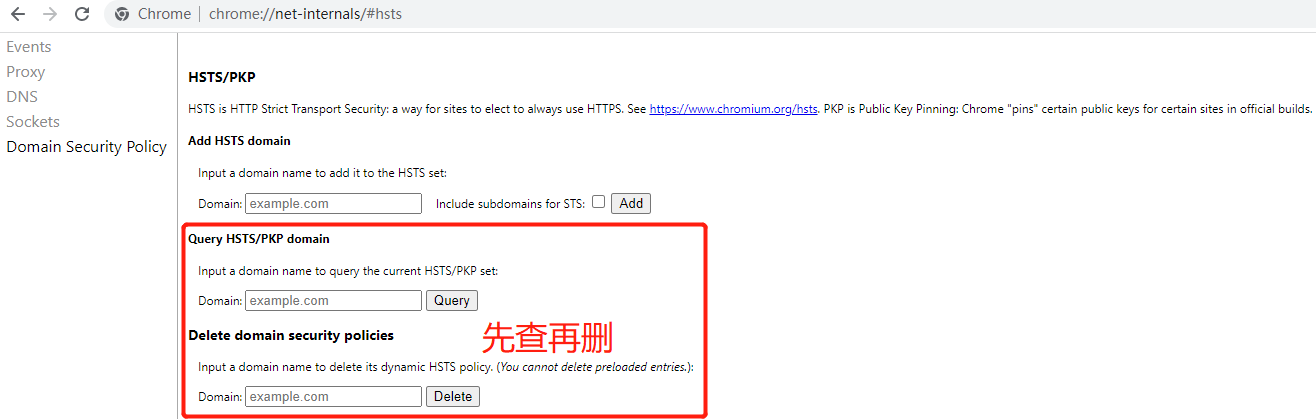 Chrome chrome://net-internals/#hsts
Events
Proxy
DNS
Sockets
Domain Security Policy
HSTS/PKP
HSTS is HTTP Strict Transport Security: a way for sites to elect to always use HTTPS. See https://www.chromium.org/hsts. PKP is Public Key Pinning: Chrome "pins" certain public keys for certain sites in official builds.
Add HSTS domain
Input a domain name to add it to the HSTS set:
Domain: example.com Include subdomains for STS: Add
Query HSTS/PKP domain
Input a domain name to query the current HSTS/PKP set:
Domain: example.com Query
Delete domain security policies
先查再删
Input a domain name to delete its dynamic HSTS policy. (You cannot delete preloaded entries.):
Domain: example.com Delete